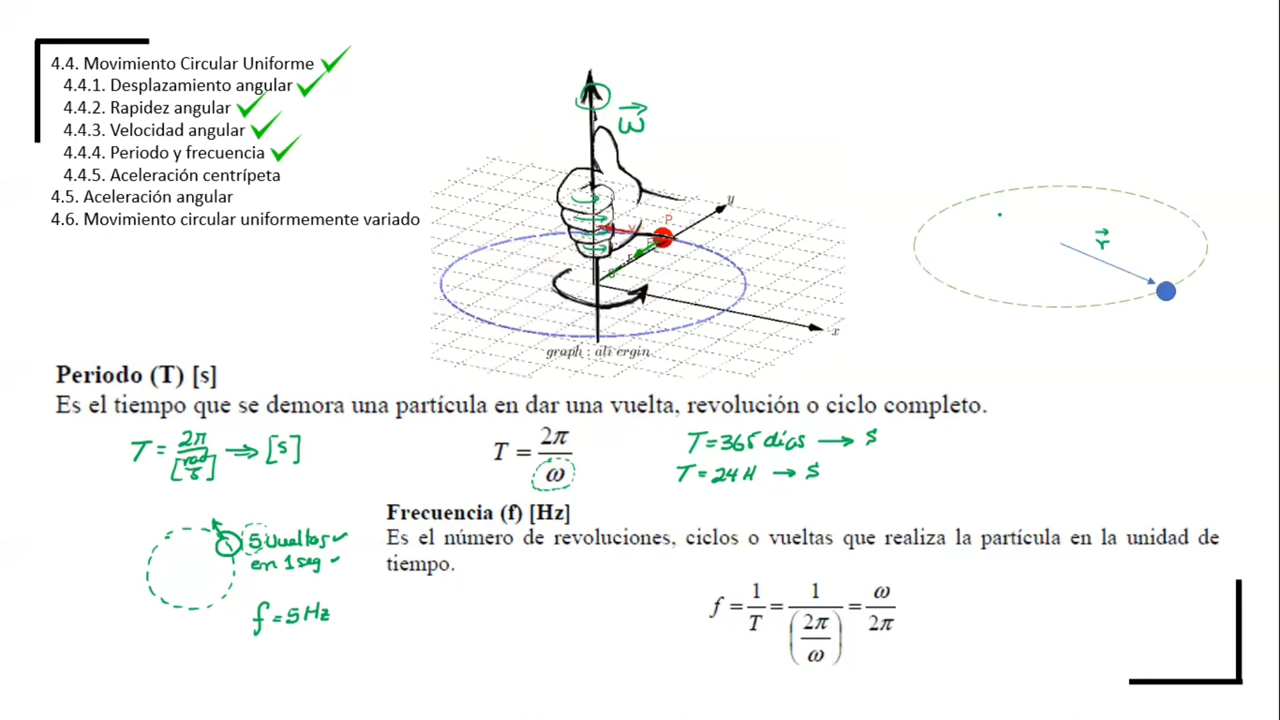 4.4. Movimiento Circular Uniforme
4.4.1. Desplazamiento angular
4.4.2. Rapidez angular
4.4.3. Velocidad angular
4.4.4. Periodo y frecuencia
4.4.5. Aceleración centrípeta
4.5. Aceleración angular
4.6. Movimiento circular uniformemente variado
ω⃗
P
y
r
x
graph : ali ergin
r⃗
Periodo (T) [s]
Es el tiempo que se demora una partícula en dar una vuelta, revolución o ciclo completo.
T = 2π / [rad/s] ⇒ [s]
T = 2π / ω
T = 365 días → s
T = 24 H → s
5 vueltas
en 1 seg
f = 5 Hz
Frecuencia (f) [Hz]
Es el número de revoluciones, ciclos o vueltas que realiza la partícula en la unidad de
tiempo.
f = 1/T = 1/(2π/ω) = ω/2π